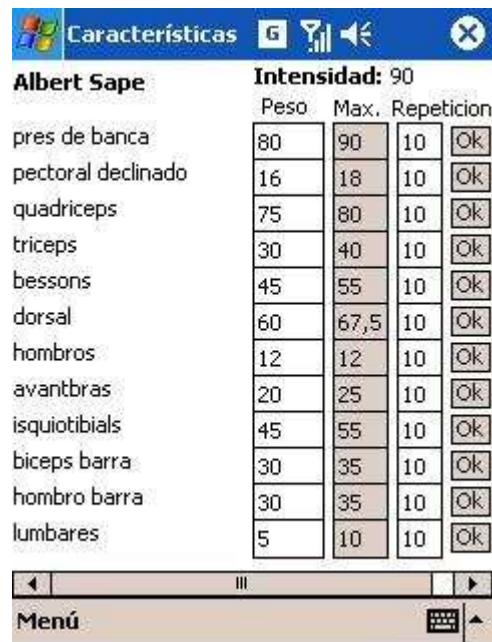 Características G
Albert Sape Intensidad: 90
Peso Max. Repeticion
pres de banca 80 90 10 Ok
pectoral declinado 16 18 10 Ok
quadriceps 75 80 10 Ok
triceps 30 40 10 Ok
bessons 45 55 10 Ok
dorsal 60 67,5 10 Ok
hombros 12 12 10 Ok
avantbras 20 25 10 Ok
isquiotibials 45 55 10 Ok
biceps barra 30 35 10 Ok
hombro barra 30 35 10 Ok
lumbares 5 10 10 Ok
Menú